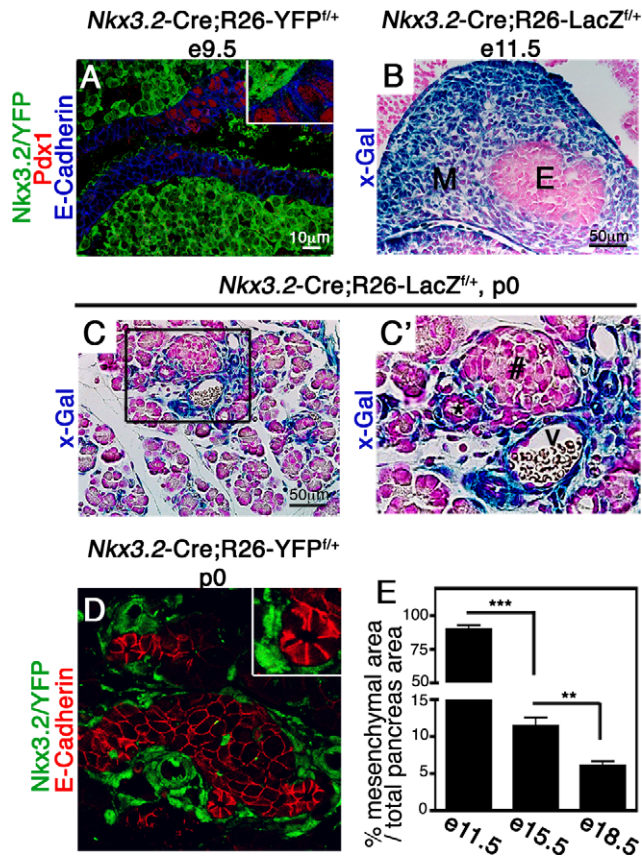 Nkx3.2-Cre;R26-YFPf/+
e9.5
Nkx3.2-Cre;R26-LacZf/+
e11.5
Nkx3.2/YFP
Pdx1
E-Cadherin
A
10μm
x-Gal
B
M
E
50μm
Nkx3.2-Cre;R26-LacZf/+, p0
x-Gal
C
50μm
x-Gal
C'
#
*
V
Nkx3.2-Cre;R26-YFPf/+
p0
Nkx3.2/YFP
E-Cadherin
D
E
% mesenchymal area
/ total pancreas area
100
75
50
15
10
5
0
***
**
e11.5
e15.5
e18.5